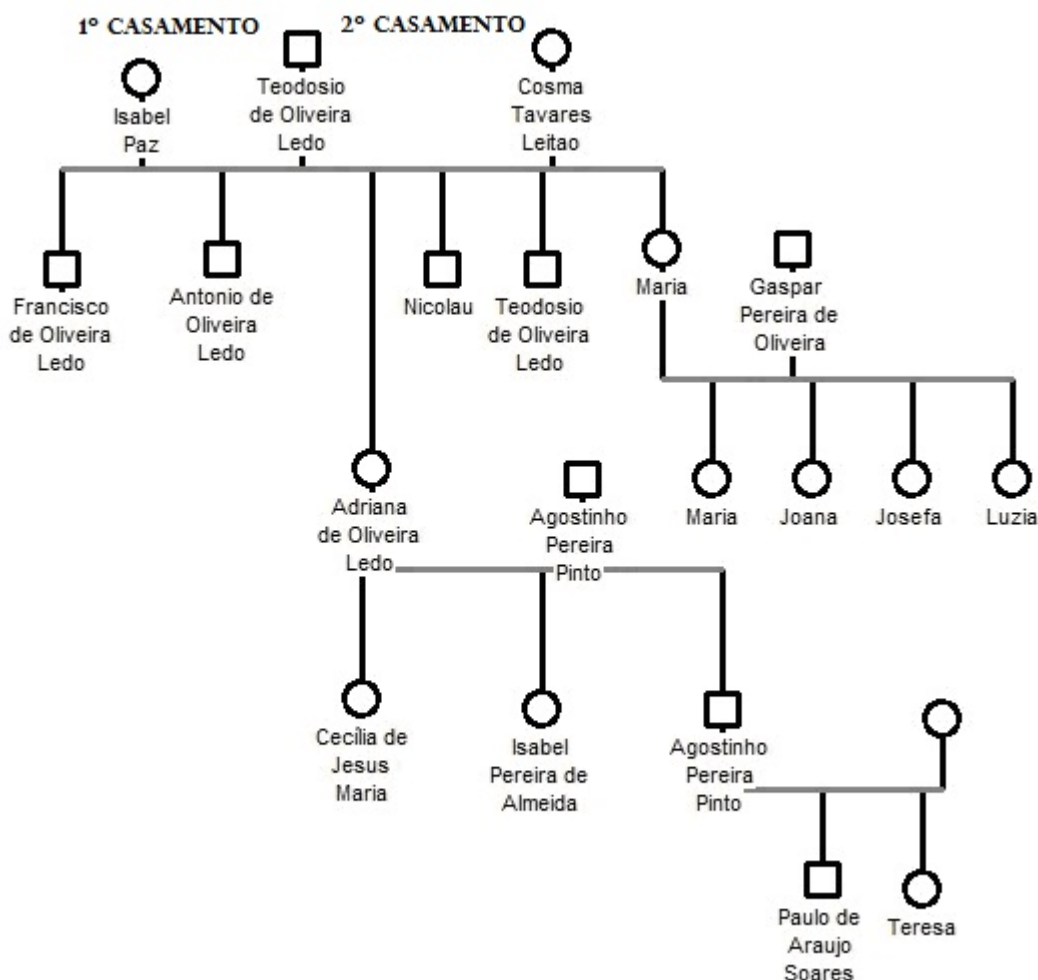 1º CASAMENTO
2º CASAMENTO
Isabel
Paz
Teodosio
de Oliveira
Ledo
Cosma
Tavares
Leitao
Francisco
de Oliveira
Ledo
Antonio de
Oliveira
Ledo
Nicolau
Teodosio
de Oliveira
Ledo
Maria
Gaspar
Pereira de
Oliveira
Adriana
de Oliveira
Ledo
Agostinho
Pereira
Pinto
Maria
Joana
Josefa
Luzia
Cecília de
Jesus
Maria
Isabel
Pereira de
Almeida
Agostinho
Pereira
Pinto
Paulo de
Araujo
Soares
Teresa